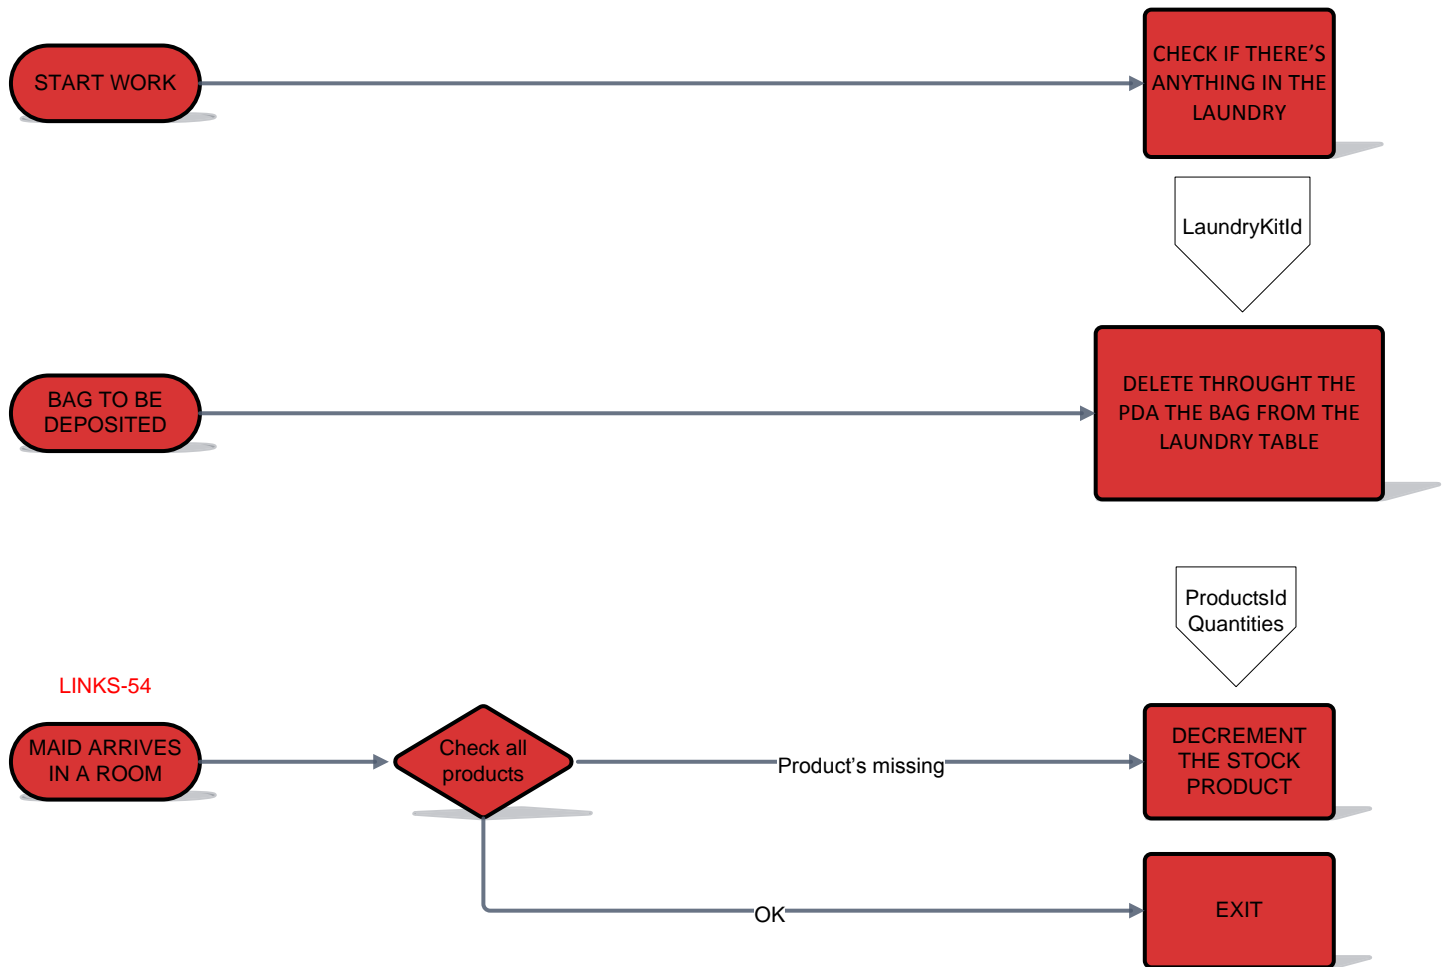 START WORK
CHECK IF THERE'S
ANYTHING IN THE
LAUNDRY
LaundryKitId
BAG TO BE
DEPOSITED
DELETE THROUGHT THE
PDA THE BAG FROM THE
LAUNDRY TABLE
ProductsId
Quantities
LINKS-54
MAID ARRIVES
IN A ROOM
Check all
products
Product's missing
DECREMENT
THE STOCK
PRODUCT
OK
EXIT